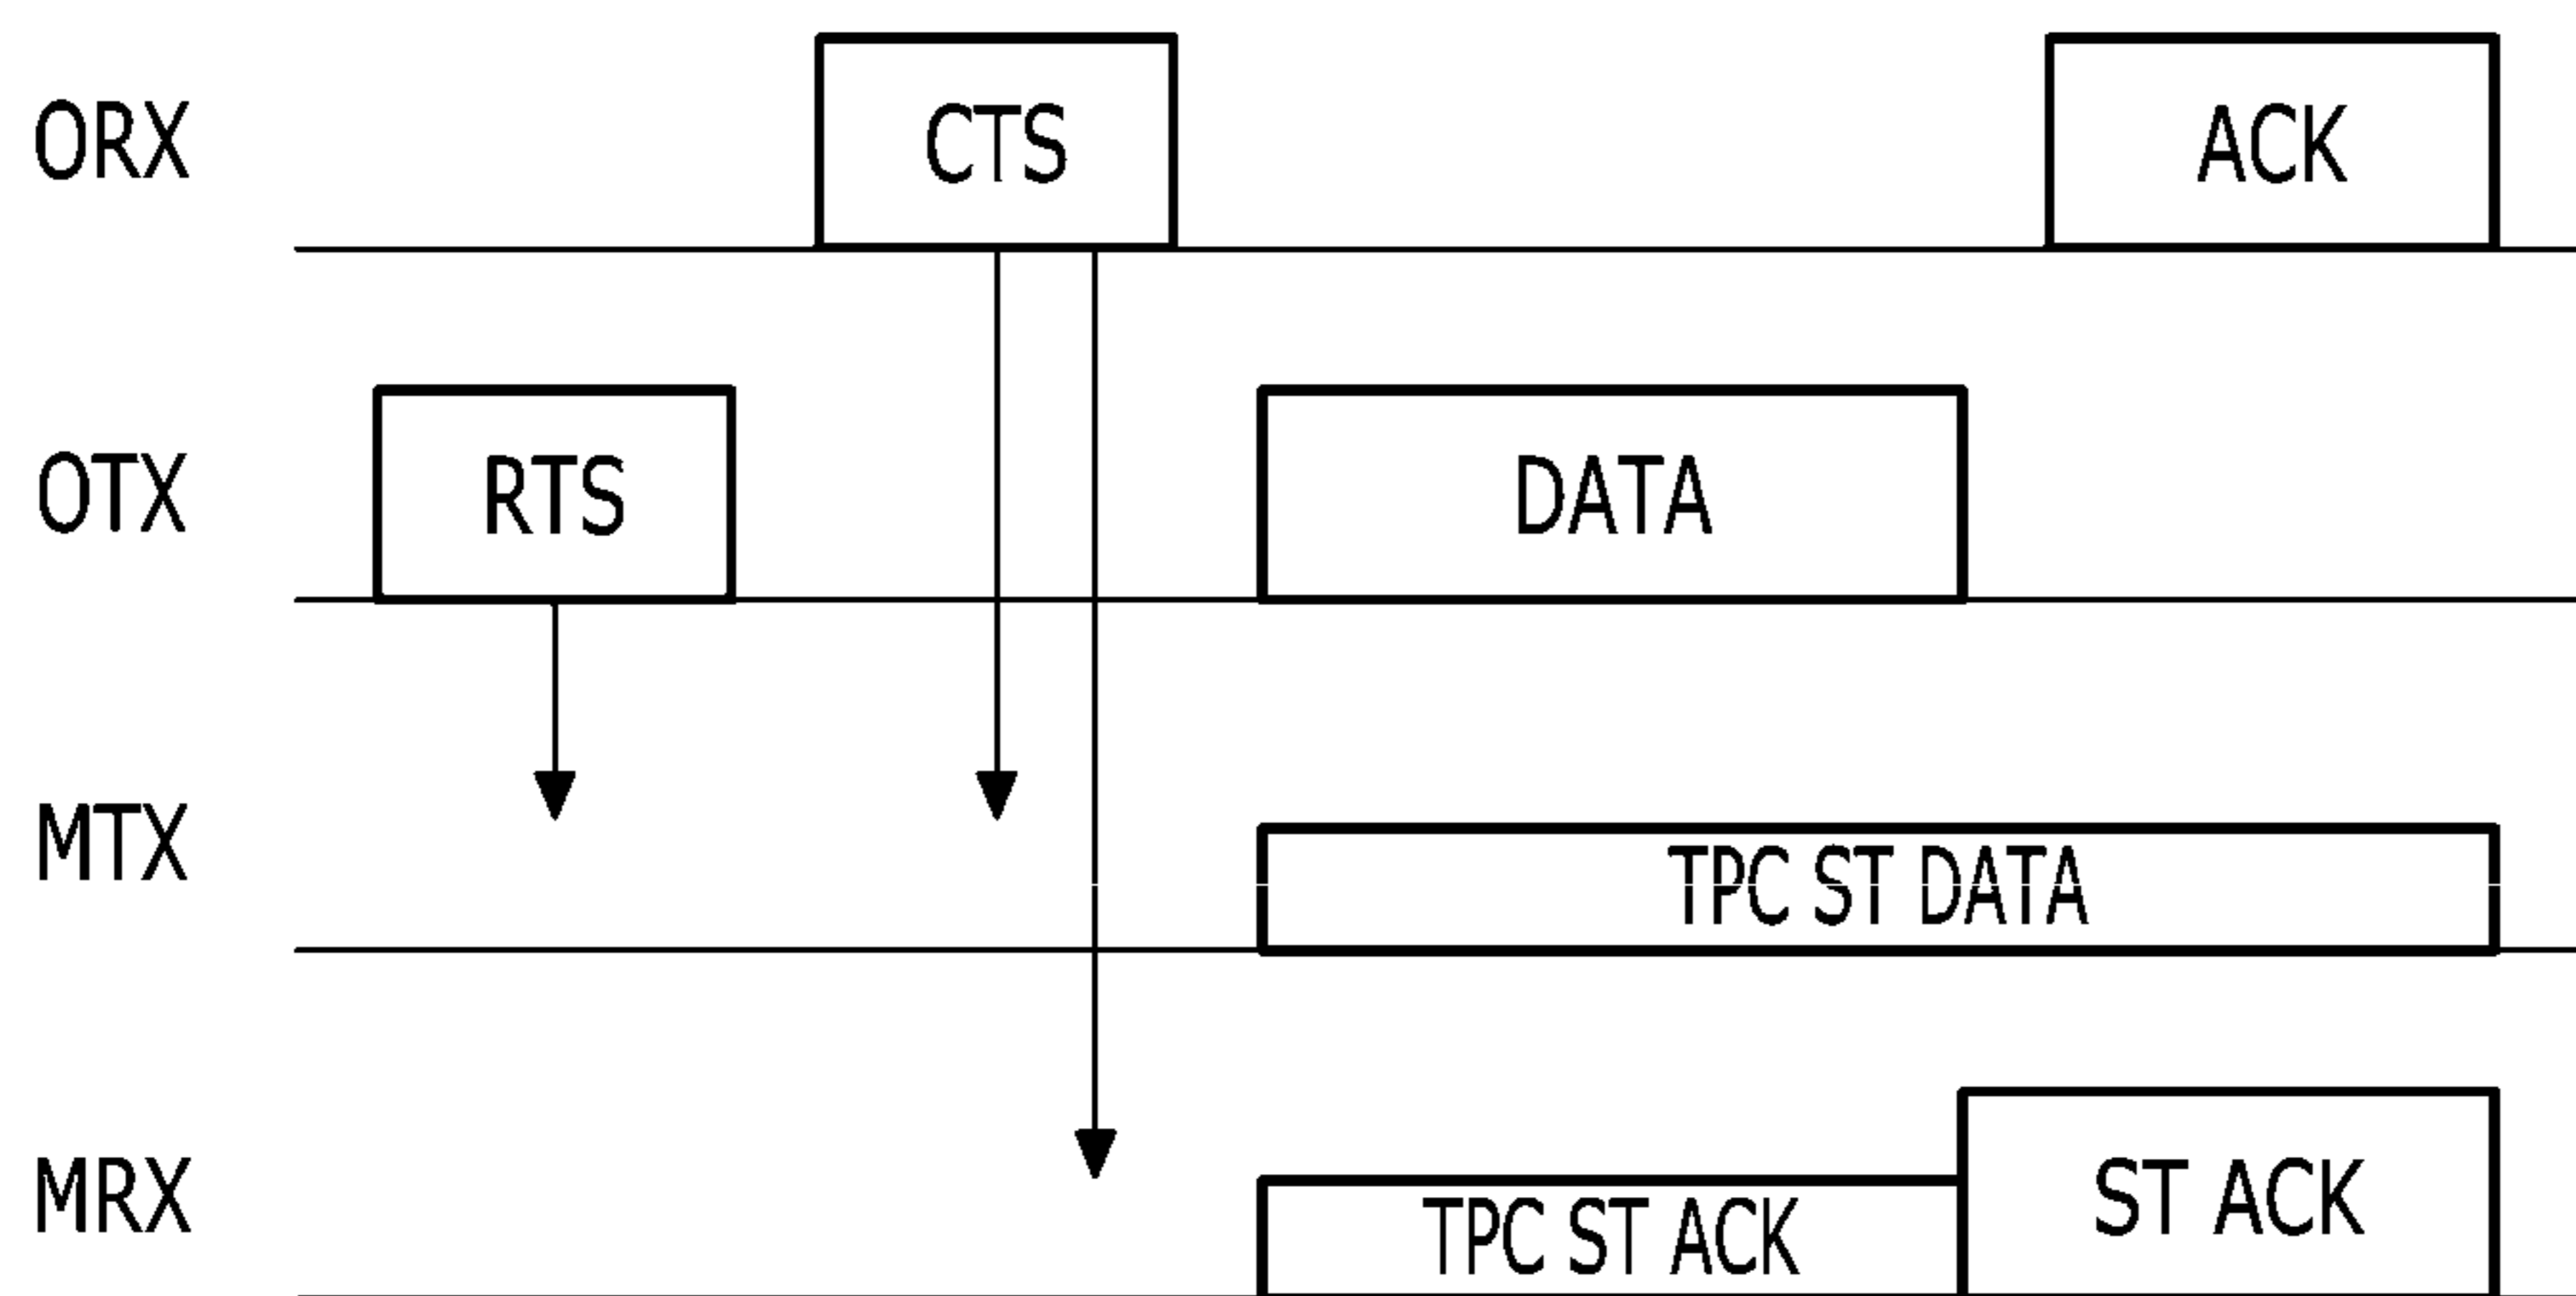 ORX CTS ACK
OTX RTS DATA
MTX TPC ST DATA
MRX TPC ST ACK ST ACK